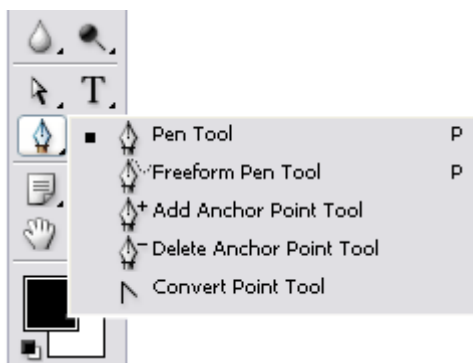 T
Pen Tool P
Freeform Pen Tool P
Add Anchor Point Tool
Delete Anchor Point Tool
Convert Point Tool